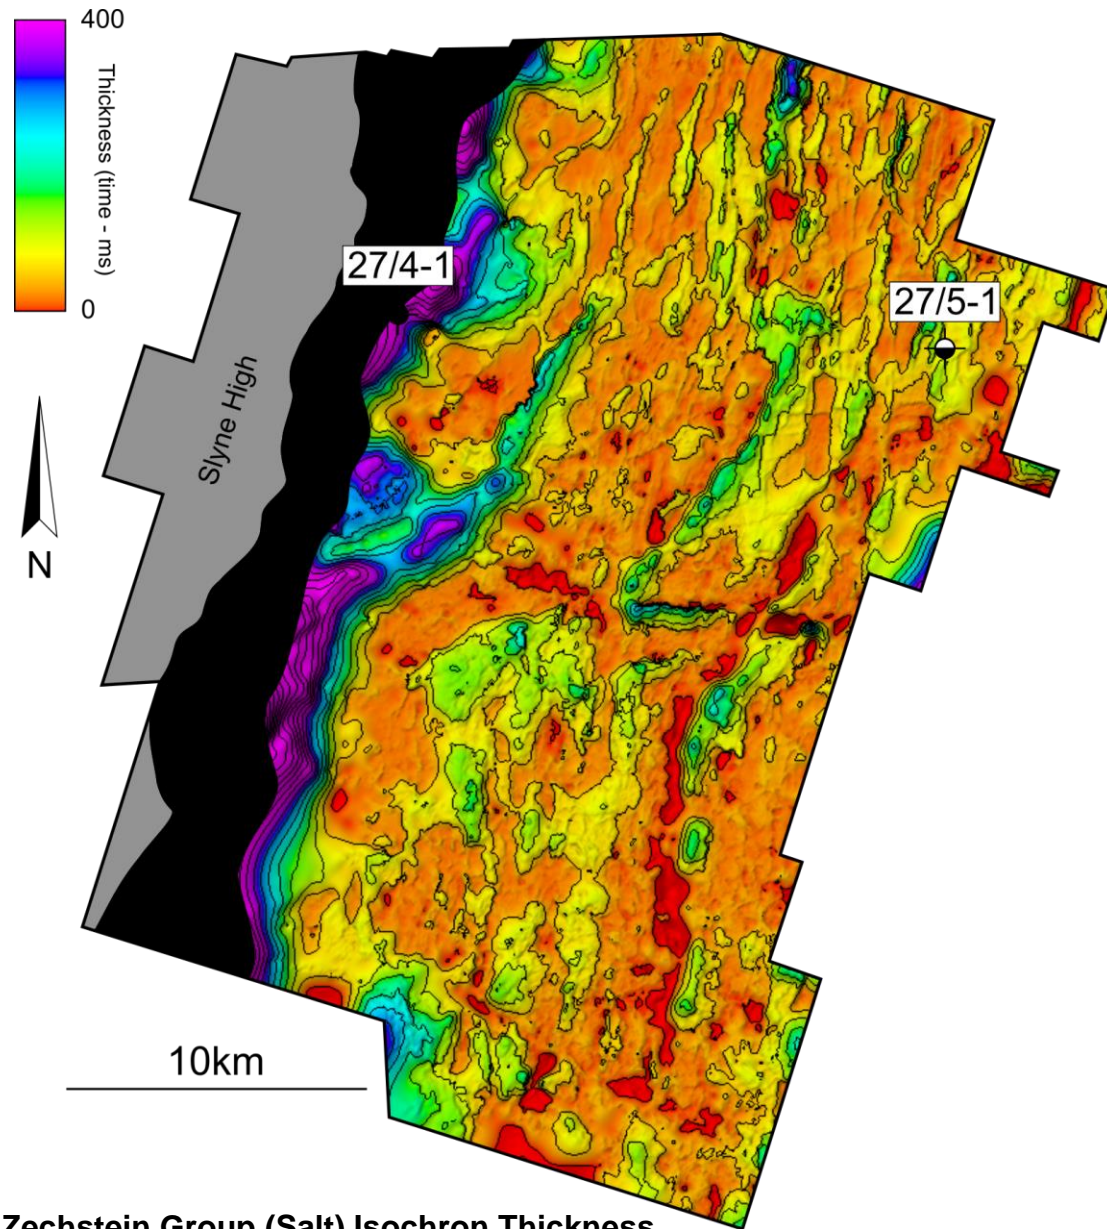 400
Thickness (time - ms)
0
27/4-1
27/5-1
Slyne High
N
10km
Zechstein Group (Salt) Isochron Thickness